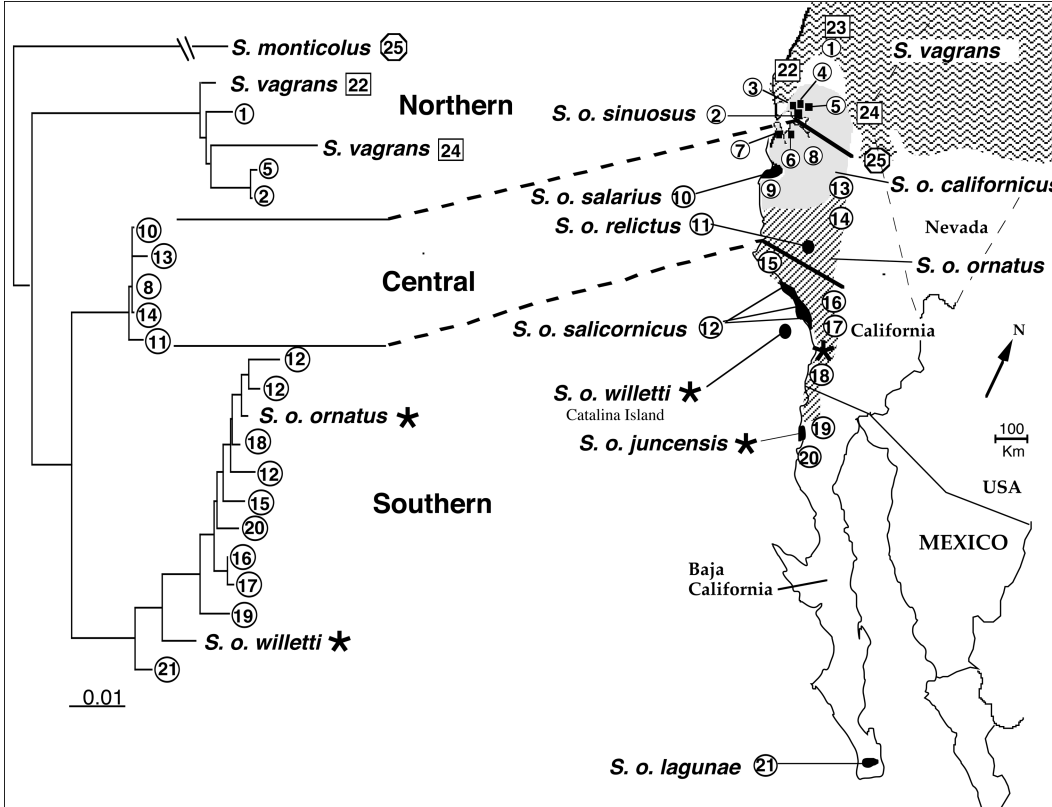 S. monticolus 25
S. vagrans 22
1
Northern
S. vagrans 24
5
2
10
13
Central
8
14
11
12
12
S. o. ornatus *
18
12
15
Southern
20
16
17
19
S. o. willetti *
21
0.01
23
1
S. vagrans
22
4
3
5
24
S. o. sinuosus 2
7
6
8
25
S. o. californicus
S. o. salarius 10
9
13
S. o. relictus 11
14
Nevada
15
S. o. ornatus
16
S. o. salicornicus 12
17
California
N
*
18
S. o. willetti *
Catalina Island
19
100
Km
S. o. juncensis *
20
USA
MEXICO
Baja
California
S. o. lagunae 21